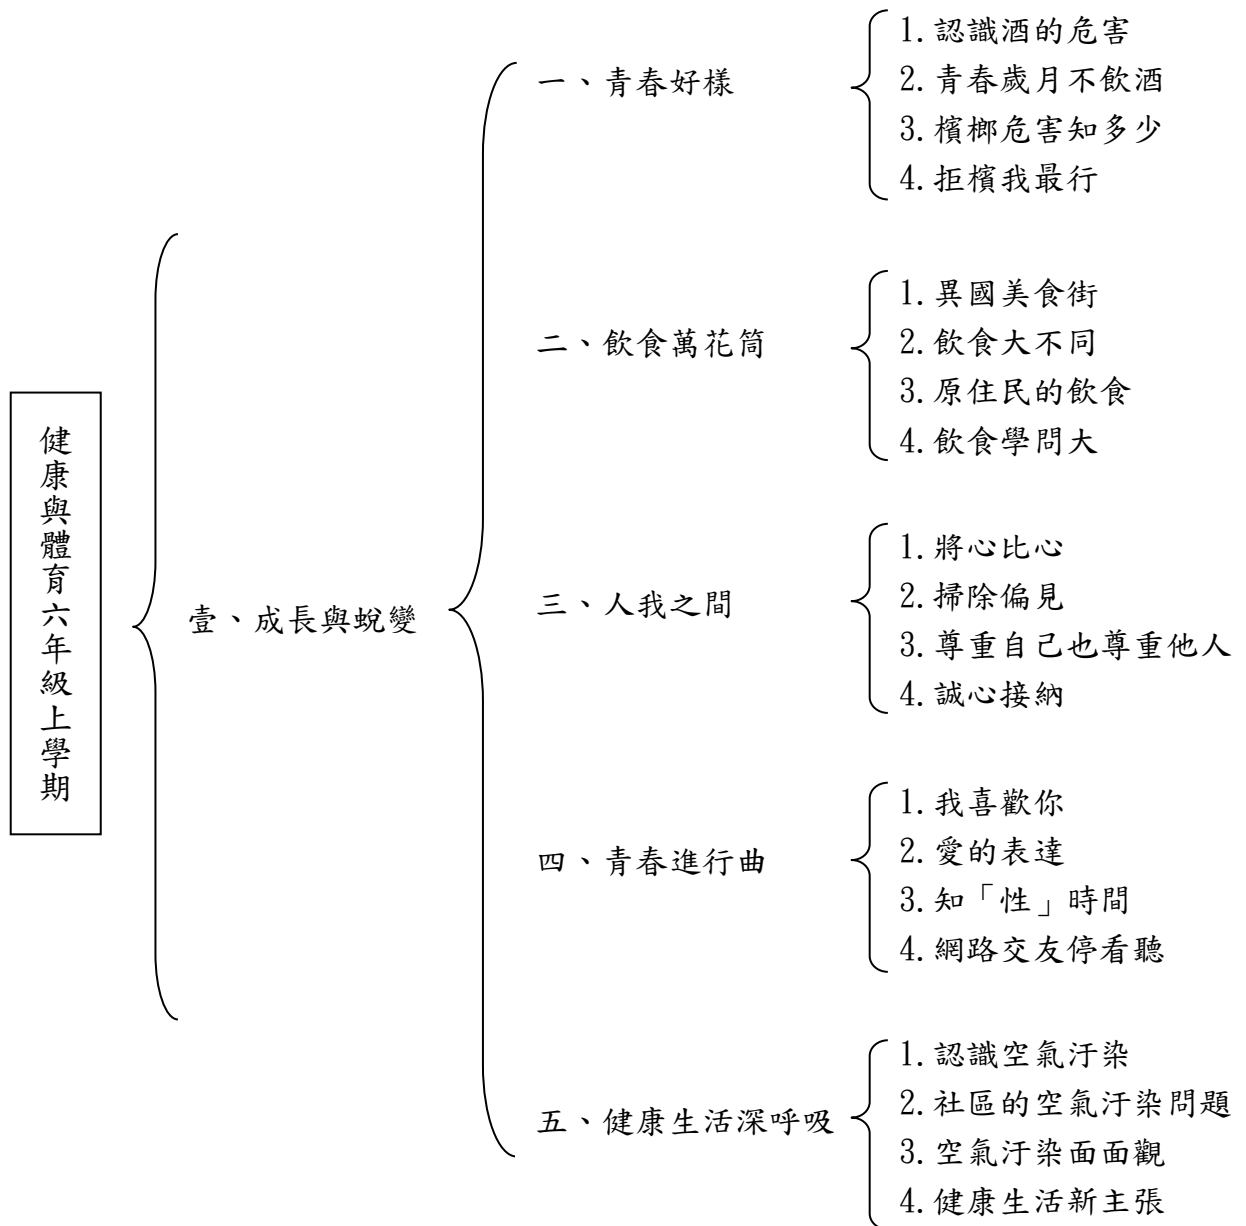 健康與體育六年級上學期
壹、成長與蛻變
一、青春好樣
1.認識酒的危害
2.青春歲月不飲酒
3.檳榔危害知多少
4.拒檳我最行
二、飲食萬花筒
1.異國美食街
2.飲食大不同
3.原住民的飲食
4.飲食學問大
三、人我之間
1.將心比心
2.掃除偏見
3.尊重自己也尊重他人
4.誠心接納
四、青春進行曲
1.我喜歡你
2.愛的表達
3.知「性」時間
4.網路交友停看聽
五、健康生活深呼吸
1.認識空氣汙染
2.社區的空氣汙染問題
3.空氣汙染面面觀
4.健康生活新主張